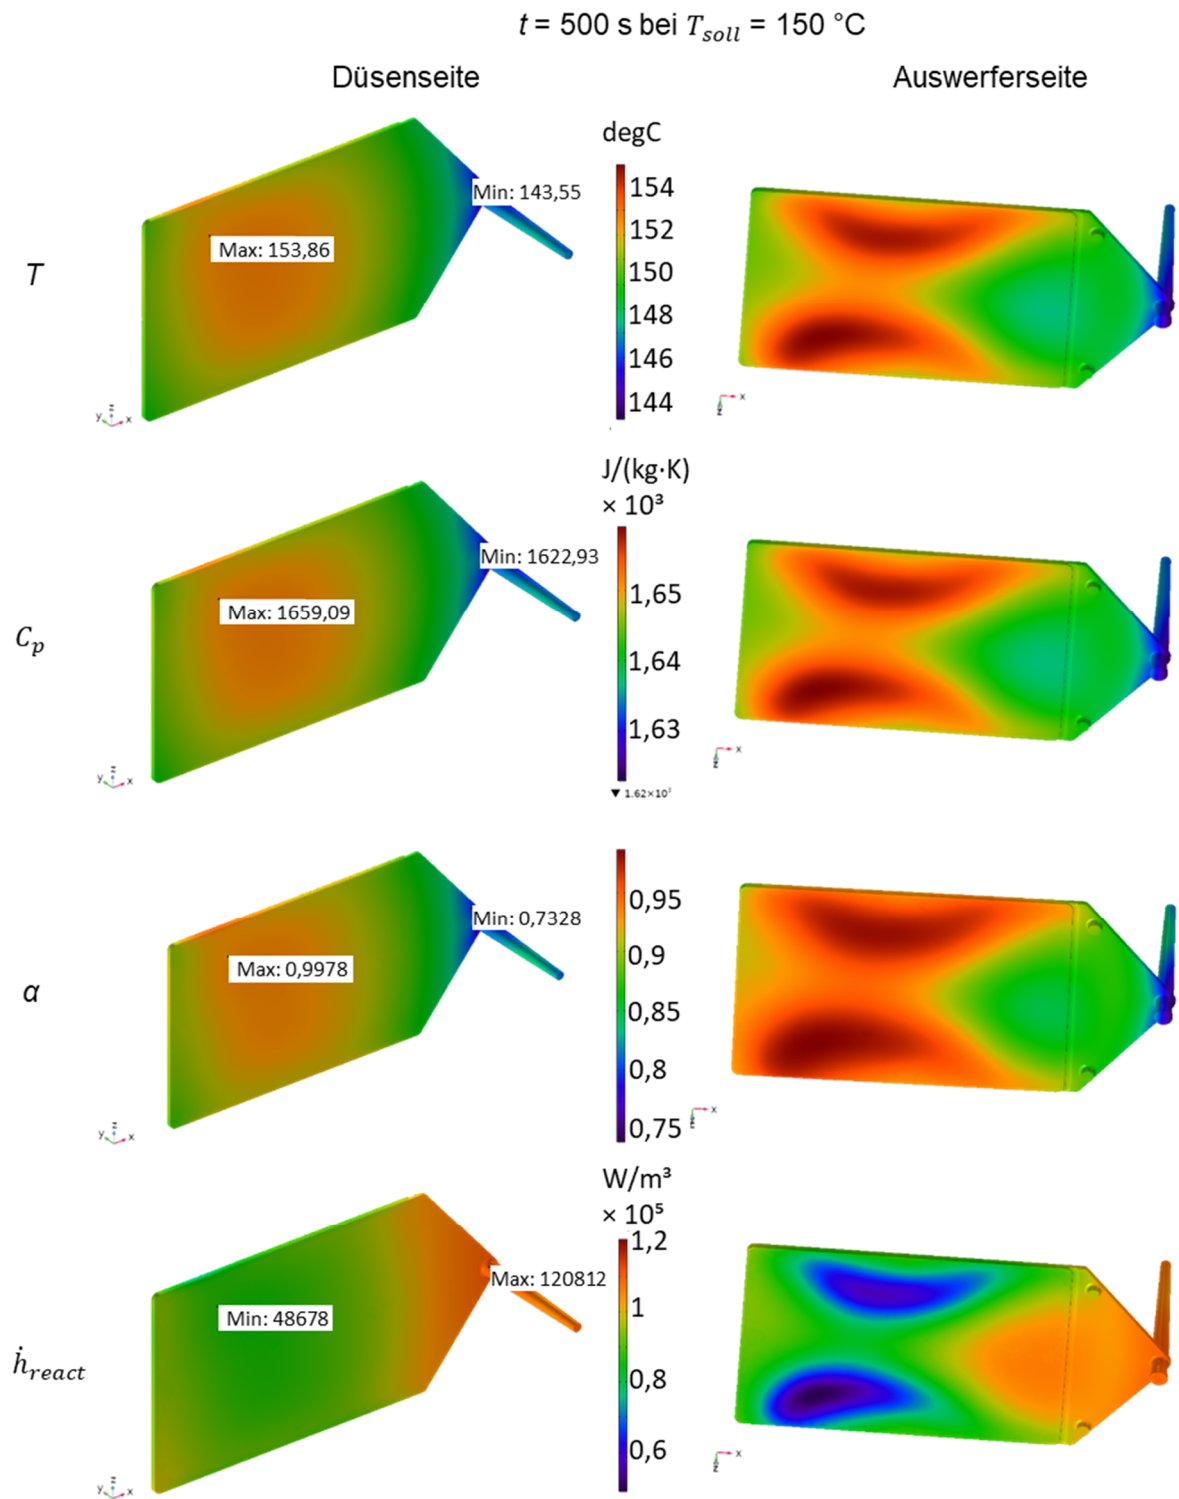 t = 500 s bei T_soll = 150 °C
Düsenseite
Auswerferseite
degC
T
Max: 153,86
Min: 143,55
154
152
150
148
146
144
y z x
z x
J/(kg·K)
× 10³
C_p
Max: 1659,09
Min: 1622,93
1,65
1,64
1,63
▼ 1.62×10³
y z x
z x
α
Max: 0,9978
Min: 0,7328
0,95
0,9
0,85
0,8
0,75
y z x
z x
W/m³
× 10⁵
ḣ_react
Min: 48678
Max: 120812
1,2
1
0,8
0,6
y z x
z x